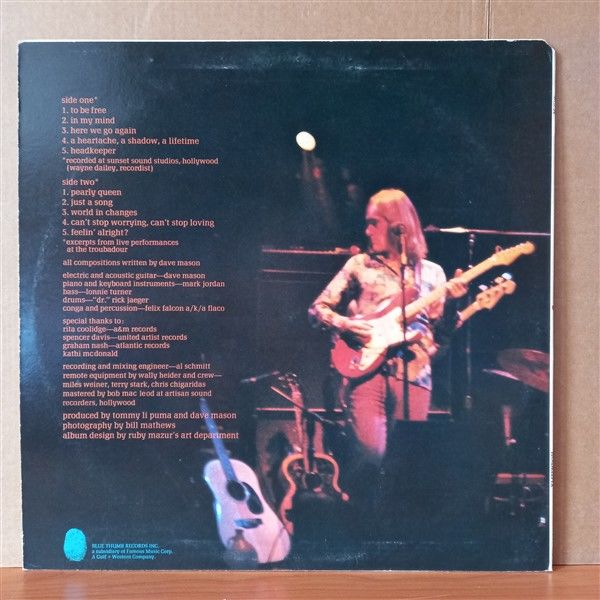 side one*
1. to be free
2. in my mind
3. here we go again
4. a heartache, a shadow, a lifetime
5. headkeeper
*recorded at sunset sound studios, hollywood
(wayne dailey, recordist)
side two*
1. pearly queen
2. just a song
3. world in changes
4. can't stop worrying, can't stop loving
5. feelin' alright?
*excerpts from live performances
at the troubadour
all compositions written by dave mason
electric and acoustic guitar—dave mason
piano and keyboard instruments—mark jordan
bass—lonnie turner
drums—"dr." rick jaeger
conga and percussion—felix falcon a/k/a flaco
special thanks to:
rita coolidge—a&m records
spencer davis—united artist records
graham nash—atlantic records
kathi mcdonald
recording and mixing engineer—al schmitt
remote equipment by wally heider and crew—
miles weiner, terry stark, chris chigaridas
mastered by bob mac leod at artisan sound
recorders, hollywood
produced by tommy li puma and dave mason
photography by bill mathews
album design by ruby mazur's art department
BLUE THUMB RECORDS INC.
a subsidiary of Famous Music Corp.
A Gulf + Western Company.